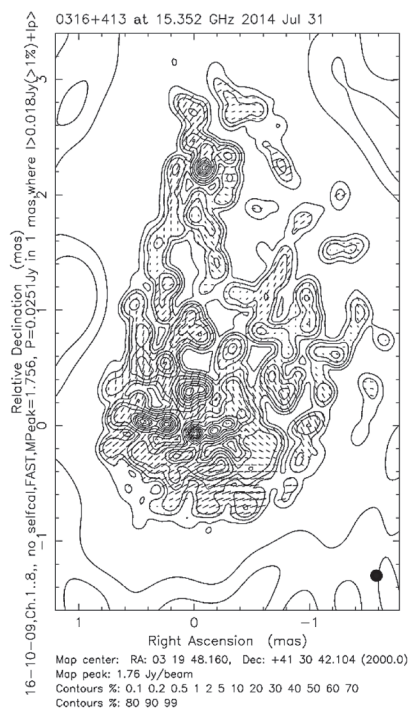 0316+413 at 15.352 GHz 2014 Jul 31
16-10-09,Ch.1..8,, no selfcal,FAST,MPeak=1.756, P=0.0251Jy in 1 mas,where I>0.018Jy(>1%)+Ip>
Relative Declination (mas)
3
2
1
0
−1
1 0 −1
Right Ascension (mas)
Map center: RA: 03 19 48.160, Dec: +41 30 42.104 (2000.0)
Map peak: 1.76 Jy/beam
Contours %: 0.1 0.2 0.5 1 2 5 10 20 30 40 50 60 70
Contours %: 80 90 99